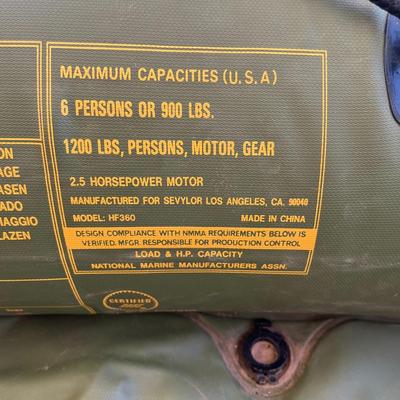 MAXIMUM CAPACITIES (U.S.A)
6 PERSONS OR 900 LBS.
1200 LBS, PERSONS, MOTOR, GEAR
2.5 HORSEPOWER MOTOR
MANUFACTURED FOR SEVYLOR LOS ANGELES, CA. 90040
MODEL: HF360 MADE IN CHINA
DESIGN COMPLIANCE WITH NMMA REQUIREMENTS BELOW IS
VERIFIED. MFGR. RESPONSIBLE FOR PRODUCTION CONTROL
LOAD & H.P. CAPACITY
NATIONAL MARINE MANUFACTURERS ASSN.
ON
AGE
ASEN
ADO
HAGGIO
LAZEN
CERTIFIED